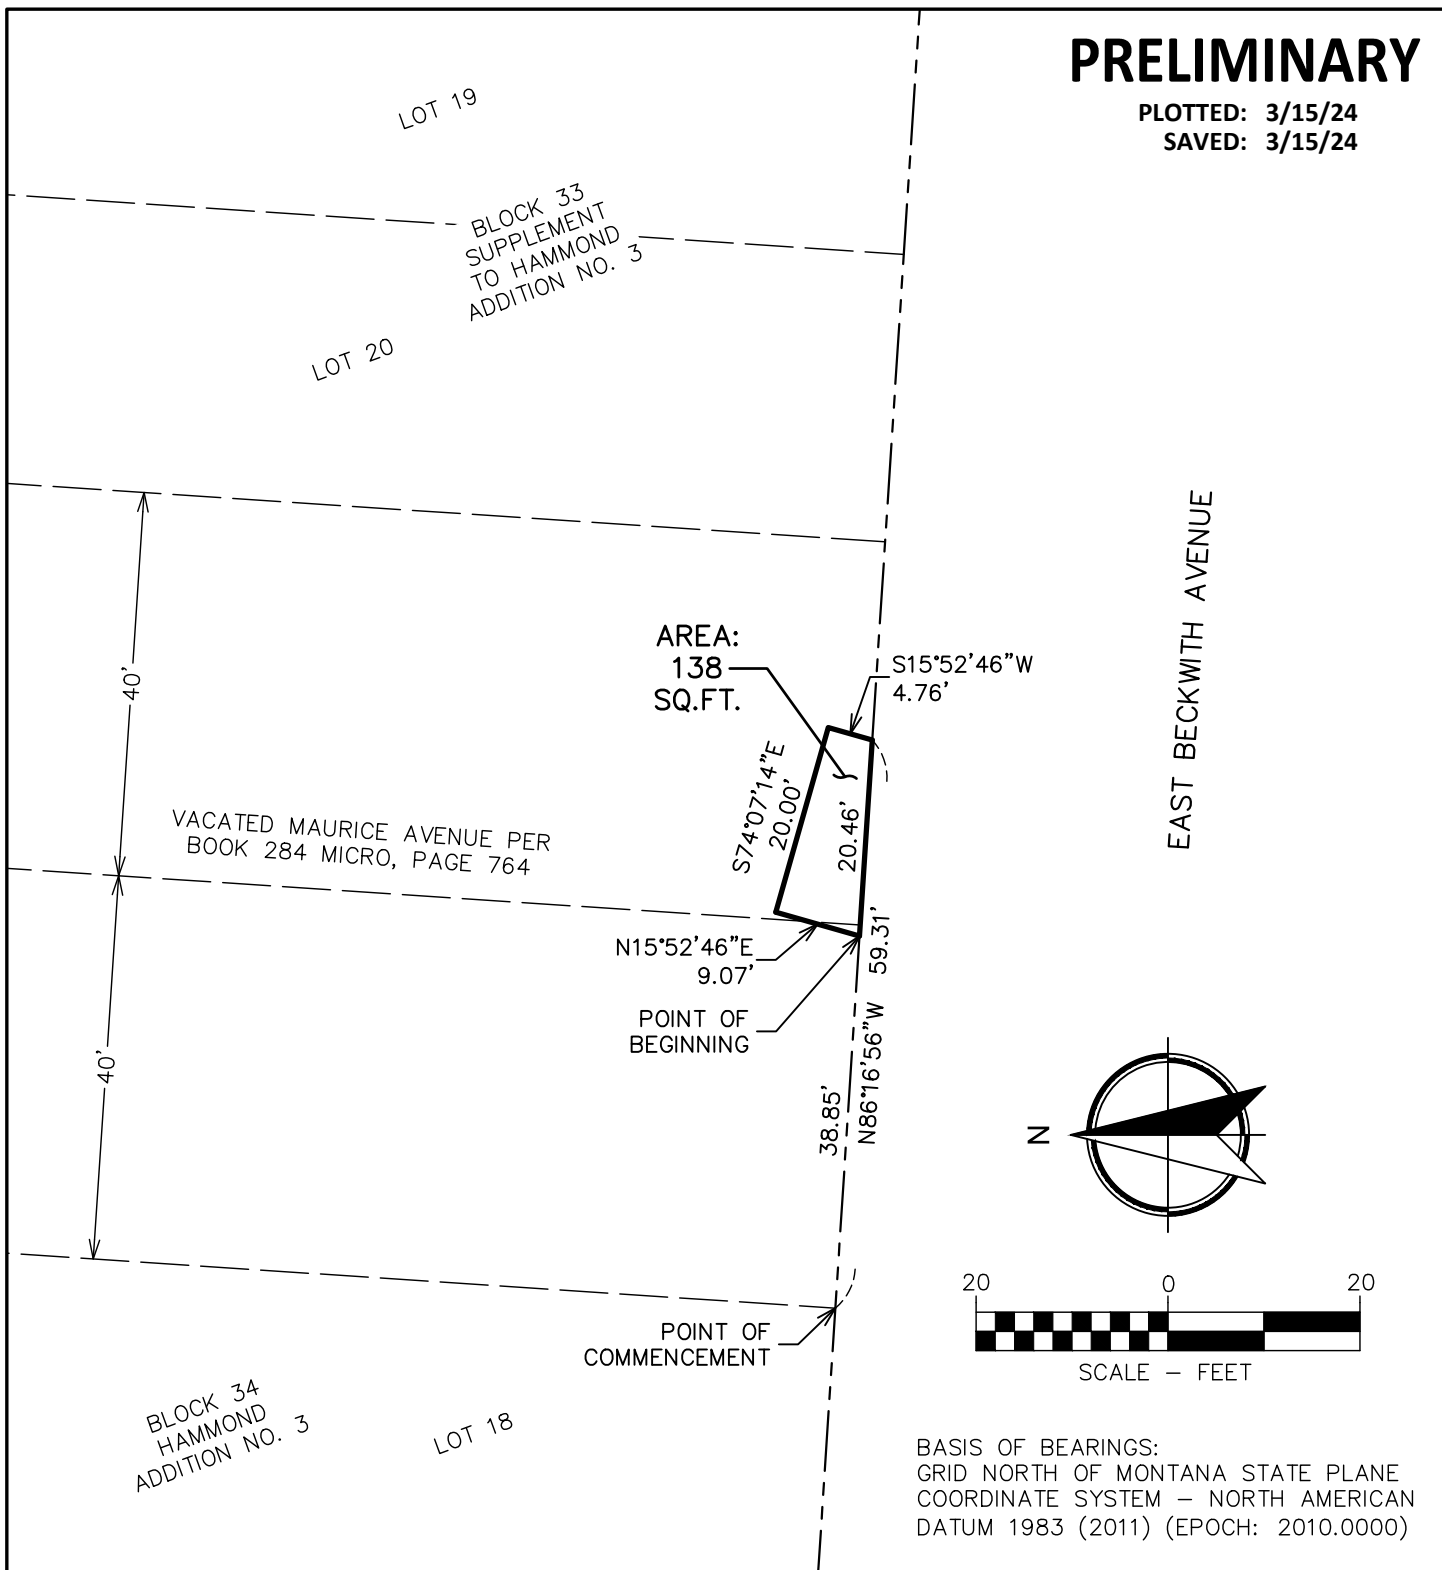 PRELIMINARY
PLOTTED: 3/15/24
SAVED: 3/15/24
LOT 19
BLOCK 33
SUPPLEMENT
TO HAMMOND
ADDITION NO. 3
LOT 20
EAST BECKWITH AVENUE
40'
AREA:
138
SQ.FT.
S15°52'46"W
4.76'
S74°07'14"E
20.00'
20.46'
VACATED MAURICE AVENUE PER
BOOK 284 MICRO, PAGE 764
N15°52'46"E
9.07'
N86°16'56"W 59.31'
POINT OF
BEGINNING
40'
38.85'
N
POINT OF
COMMENCEMENT
20 0 20
SCALE – FEET
BLOCK 34
HAMMOND
ADDITION NO. 3
LOT 18
BASIS OF BEARINGS:
GRID NORTH OF MONTANA STATE PLANE
COORDINATE SYSTEM – NORTH AMERICAN
DATUM 1983 (2011) (EPOCH: 2010.0000)